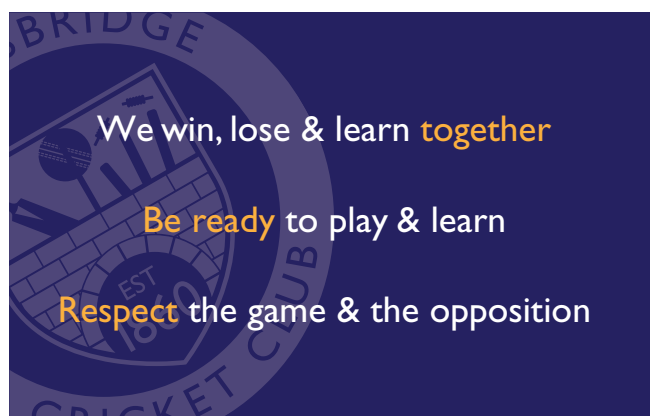 BRIDGE
We win, lose & learn together
Be ready to play & learn
Respect the game & the opposition
EST
1860
CRICKET CLUB